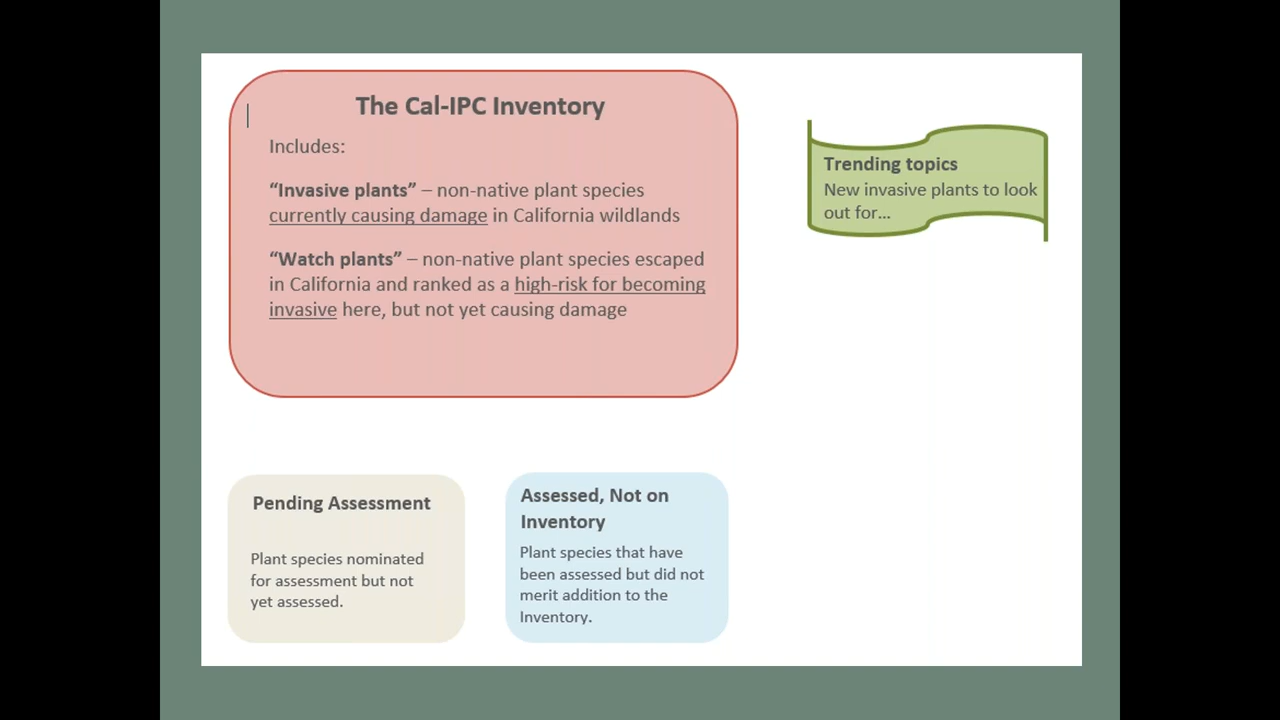 The Cal-IPC Inventory
Includes:
“Invasive plants” – non-native plant species
currently causing damage in California wildlands
“Watch plants” – non-native plant species escaped
in California and ranked as a high-risk for becoming
invasive here, but not yet causing damage
Trending topics
New invasive plants to look
out for…
Pending Assessment
Plant species nominated
for assessment but not
yet assessed.
Assessed, Not on
Inventory
Plant species that have
been assessed but did not
merit addition to the
Inventory.